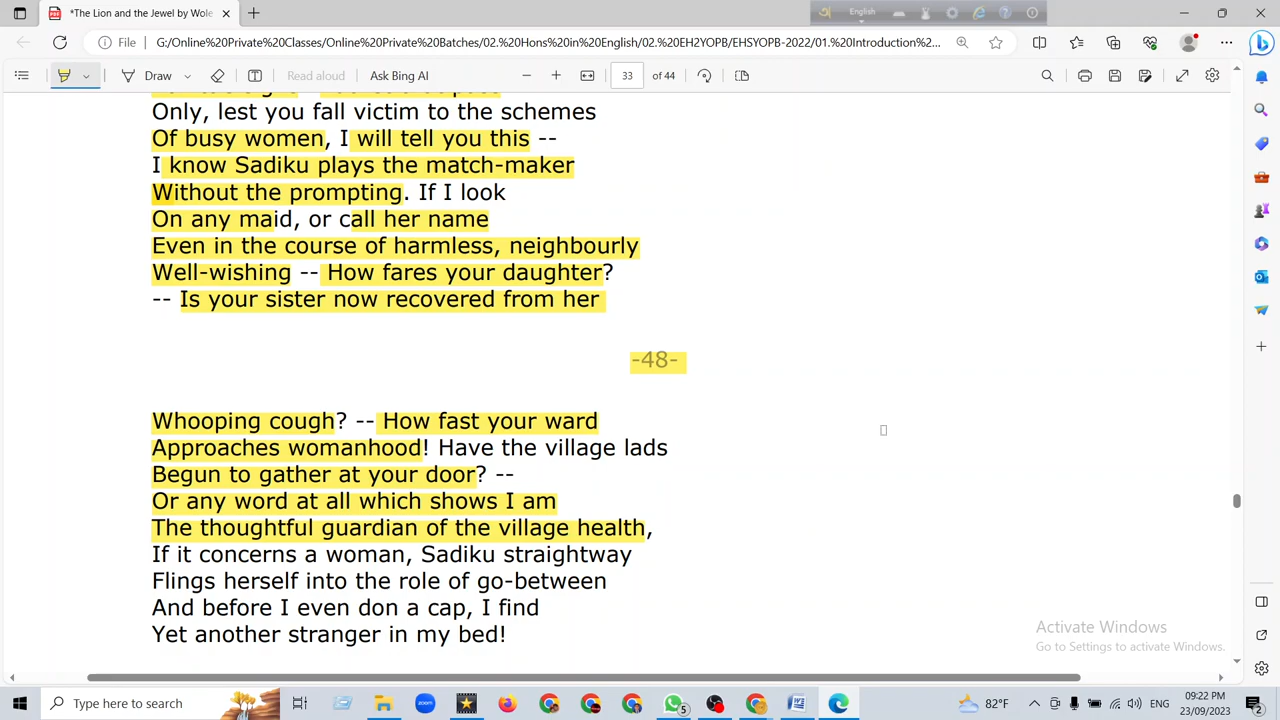 *The Lion and the Jewel by Wole
English
File
G:/Online%20Private%20Classes/Online%20Private%20Batches/02.%20Hons%20in%20English/02.%20EH2YOPB/EHSYOPB-2022/01.%20Introduction%20...
Draw
Read aloud
Ask Bing AI
33 of 44
Only, lest you fall victim to the schemes
Of busy women, I will tell you this --
I know Sadiku plays the match-maker
Without the prompting. If I look
On any maid, or call her name
Even in the course of harmless, neighbourly
Well-wishing -- How fares your daughter?
-- Is your sister now recovered from her
-48-
Whooping cough? -- How fast your ward
Approaches womanhood! Have the village lads
Begun to gather at your door? --
Or any word at all which shows I am
The thoughtful guardian of the village health,
If it concerns a woman, Sadiku straightway
Flings herself into the role of go-between
And before I even don a cap, I find
Yet another stranger in my bed!
Activate Windows
Go to Settings to activate Windows.
Type here to search
zoom
5
82°F
ENG
09:22 PM
23/09/2023
2